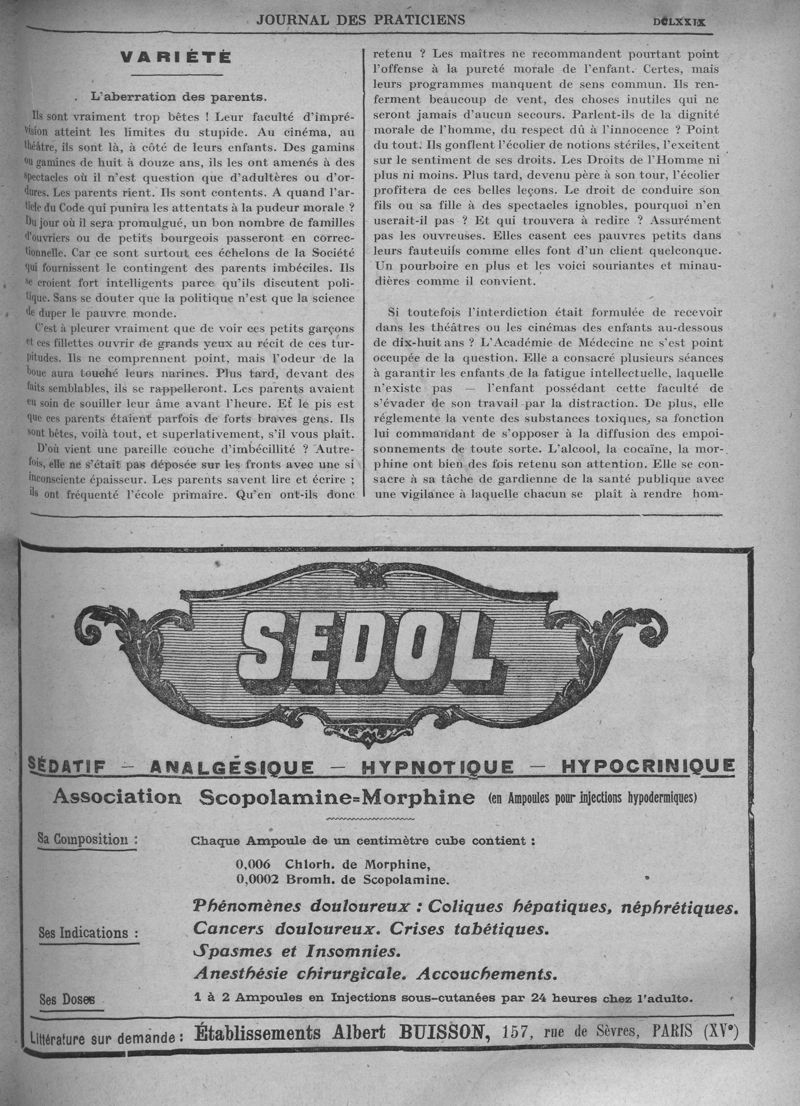 JOURNAL DES PRATICIENS
VARIÉTÉ
L'aberration des parents.
Ils sont vraiment trop bêtes ! Leur faculté d'impré-
vision atteint les limites du stupide. Au cinéma, au
théâtre, ils sont là, à côté de leurs enfants. Des gamins
ou gamines de huit à douze ans, ils les ont amenés à des
spectacles où il n'est question que d'adultères ou d'or-
dures. Les parents rient. Ils sont contents. A quand l'ar-
ticle du Code qui punira les attentats à la pudeur morale ?
Du jour où il sera promulgué, un bon nombre de familles
d'ouvriers ou de petits bourgeois passeront en correc-
tionnelle. Car ce sont surtout ces échelons de la Société
qui fournissent le contingent des parents imbéciles. Ils
se croient fort intelligents parce qu'ils discutent poli-
tique. Sans se douter que la politique n'est que la science
de duper le pauvre monde.
C'est à pleurer vraiment que de voir ces petits garçons
et ces fillettes ouvrir de grands yeux au récit de ces tur-
pitudes. Ils ne comprennent point, mais l'odeur de la
boue aura touché leurs narines. Plus tard, devant des
faits semblables, ils se rappelleront. Les parents avaient
eu soin de souiller leur âme avant l'heure. Et le pis est
que ces parents étaient parfois de forts braves gens. Ils
sont bêtes, voilà tout, et superlativement, s'il vous plaît.
D'où vient une pareille couche d'imbécillité ? Autre-
fois, elle ne s'était pas déposée sur les fronts avec une si
inconsciente épaisseur. Les parents savent lire et écrire ;
ils ont fréquenté l'école primaire. Qu'en ont-ils donc
retenu ? Les maîtres ne recommandent pourtant point
l'offense à la pureté morale de l'enfant. Certes, mais
leurs programmes manquent de sens commun. Ils ren-
ferment beaucoup de vent, des choses inutiles qui ne
seront jamais d'aucun secours. Parlent-ils de la dignité
morale de l'homme, du respect dû à l'innocence ? Point
du tout. Ils gonflent l'écolier de notions stériles, l'excitent
sur le sentiment de ses droits. Les Droits de l'Homme ni
plus ni moins. Plus tard, devenu père à son tour, l'écolier
profitera de ces belles leçons. Le droit de conduire son
fils ou sa fille à des spectacles ignobles, pourquoi n'en
userait-il pas ? Et qui trouvera à redire ? Assurément
pas les ouvreuses. Elles casent ces pauvres petits dans
leurs fauteuils comme elles font d'un client quelconque.
Un pourboire en plus et les voici souriantes et minau-
dières comme il convient.
Si toutefois l'interdiction était formulée de recevoir
dans les théâtres ou les cinémas des enfants au-dessous
de dix-huit ans ? L'Académie de Médecine ne s'est point
occupée de la question. Elle a consacré plusieurs séances
à garantir les enfants de la fatigue intellectuelle, laquelle
n'existe pas — l'enfant possédant cette faculté de
s'évader de son travail par la distraction. De plus, elle
réglemente la vente des substances toxiques, sa fonction
lui commandant de s'opposer à la diffusion des empoi-
sonnements de toute sorte. L'alcool, la cocaïne, la mor-
phine ont bien des fois retenu son attention. Elle se con-
sacre à sa tâche de gardienne de la santé publique avec
une vigilance à laquelle chacun se plaît à rendre hom-
SEDOL
SÉDATIF — ANALGÉSIQUE — HYPNOTIQUE — HYPOCRINIQUE
Association Scopolamine=Morphine (en Ampoules pour injections hypodermiques)
Sa Composition :
Chaque Ampoule de un centimètre cube contient :
0,006 Chlorh. de Morphine,
0,0002 Bromh. de Scopolamine.
Ses Indications :
Phénomènes douloureux : Coliques hépatiques, néphrétiques.
Cancers douloureux. Crises tabétiques.
Spasmes et Insomnies.
Anesthésie chirurgicale. Accouchements.
Ses Doses
1 à 2 Ampoules en Injections sous-cutanées par 24 heures chez l'adulte.
Littérature sur demande : Établissements Albert BUISSON, 157, rue de Sèvres, PARIS (XVe)